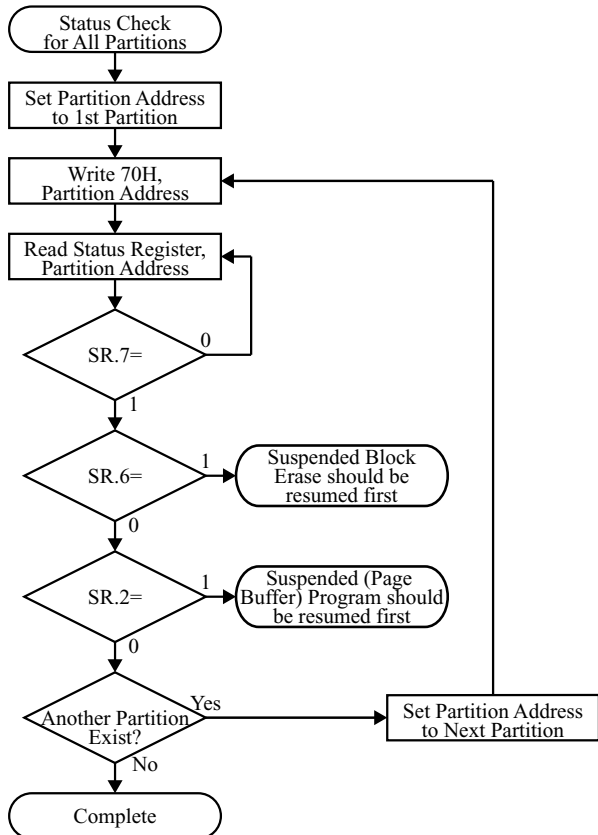 Status Check
for All Partitions
Set Partition Address
to 1st Partition
Write 70H,
Partition Address
Read Status Register,
Partition Address
SR.7=
0
1
SR.6=
1
Suspended Block
Erase should be
resumed first
0
SR.2=
1
Suspended (Page
Buffer) Program should
be resumed first
0
Another Partition
Exist?
Yes
Set Partition Address
to Next Partition
No
Complete